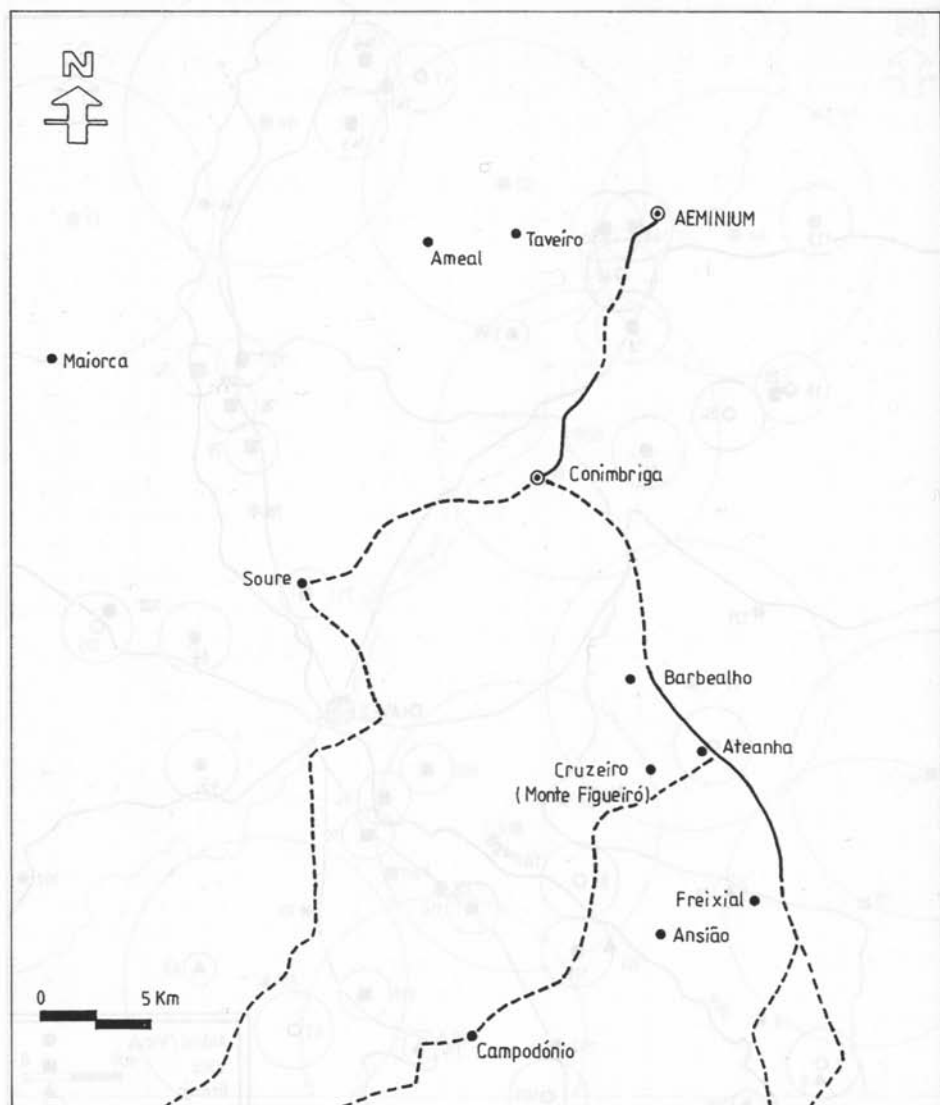 N
AEMINIUM
Taveiro
Ameal
Maiorca
Conimbriga
Soure
Barbealho
Ateanha
Cruzeiro
(Monte Figueiró)
Freixial
Ansião
0 5 Km
Campodónio